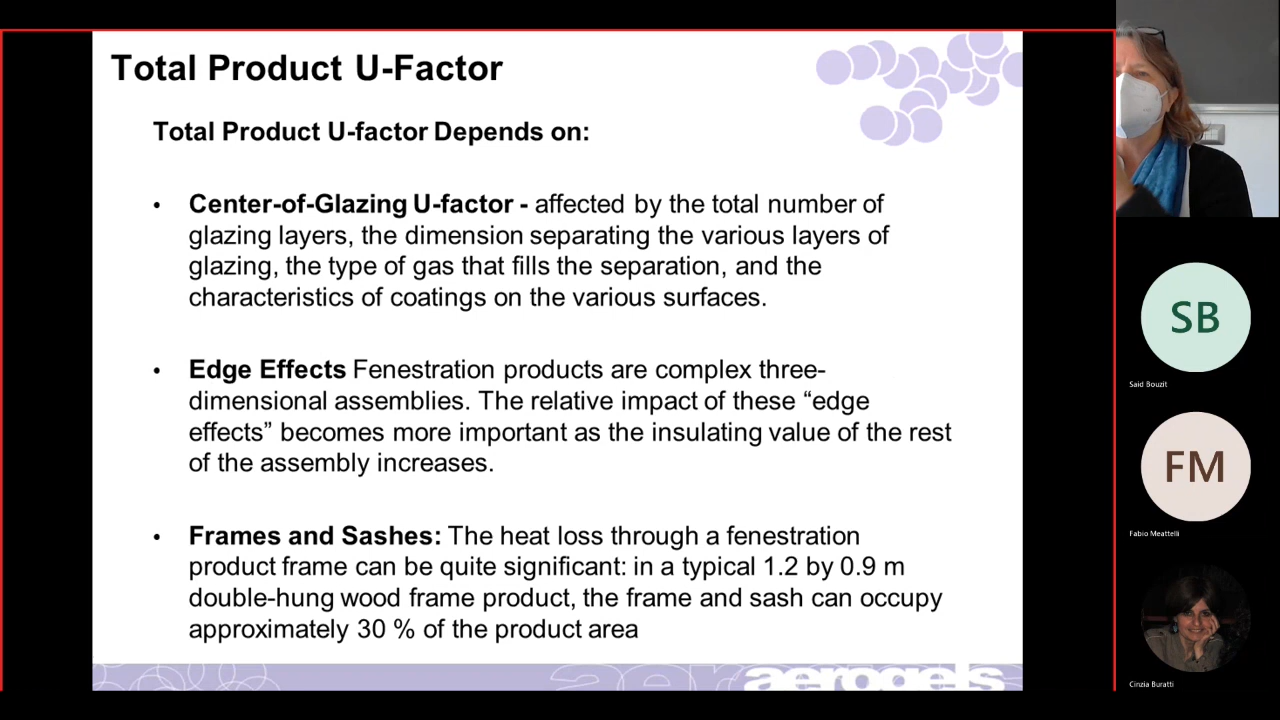 Total Product U-Factor
Total Product U-factor Depends on:
• Center-of-Glazing U-factor - affected by the total number of
glazing layers, the dimension separating the various layers of
glazing, the type of gas that fills the separation, and the
characteristics of coatings on the various surfaces.
• Edge Effects Fenestration products are complex three-
dimensional assemblies. The relative impact of these “edge
effects” becomes more important as the insulating value of the rest
of the assembly increases.
• Frames and Sashes: The heat loss through a fenestration
product frame can be quite significant: in a typical 1.2 by 0.9 m
double-hung wood frame product, the frame and sash can occupy
approximately 30 % of the product area
aerogels
SB
Said Bouzit
FM
Fabio Meattelli
Cinzia Buratti